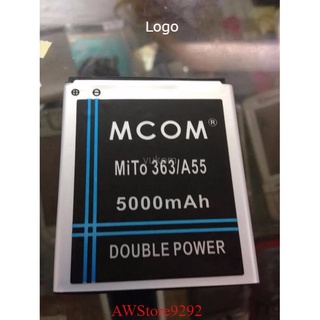 Logo
MCOM®
MiTo 363/A55
5000mAh
DOUBLE POWER
AWStore9292